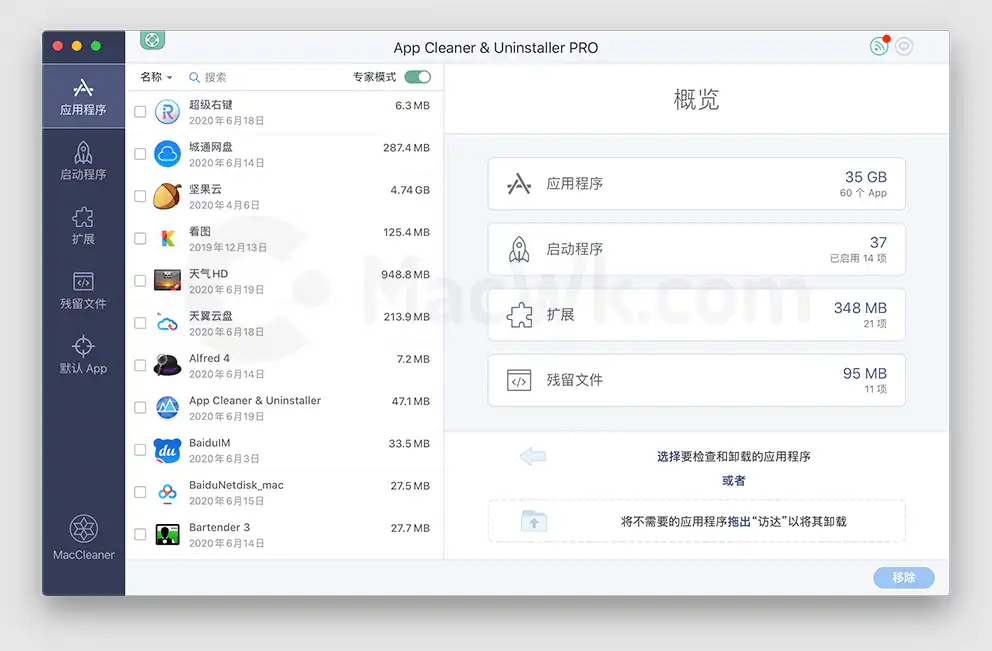 App Cleaner & Uninstaller PRO
应用程序
启动程序
扩展
残留文件
默认 App
MacCleaner
名称
搜索
专家模式
超级右键
6.3 MB
2020年6月18日
城通网盘
287.4 MB
2020年6月14日
坚果云
4.74 GB
2020年4月6日
看图
125.4 MB
2019年12月13日
天气HD
948.8 MB
2020年6月19日
天翼云盘
213.9 MB
2020年6月18日
Alfred 4
7.2 MB
2020年6月14日
App Cleaner & Uninstaller
47.1 MB
2020年6月19日
du
BaiduIM
33.5 MB
2020年6月3日
BaiduNetdisk_mac
27.5 MB
2020年6月15日
Bartender 3
27.7 MB
2020年6月14日
概览
应用程序
35 GB
60 个 App
启动程序
37
已启用 14 项
扩展
348 MB
21 项
残留文件
95 MB
11 项
MacWk.com
选择要检查和卸载的应用程序
或者
将不需要的应用程序拖出“访达”以将其卸载
移除